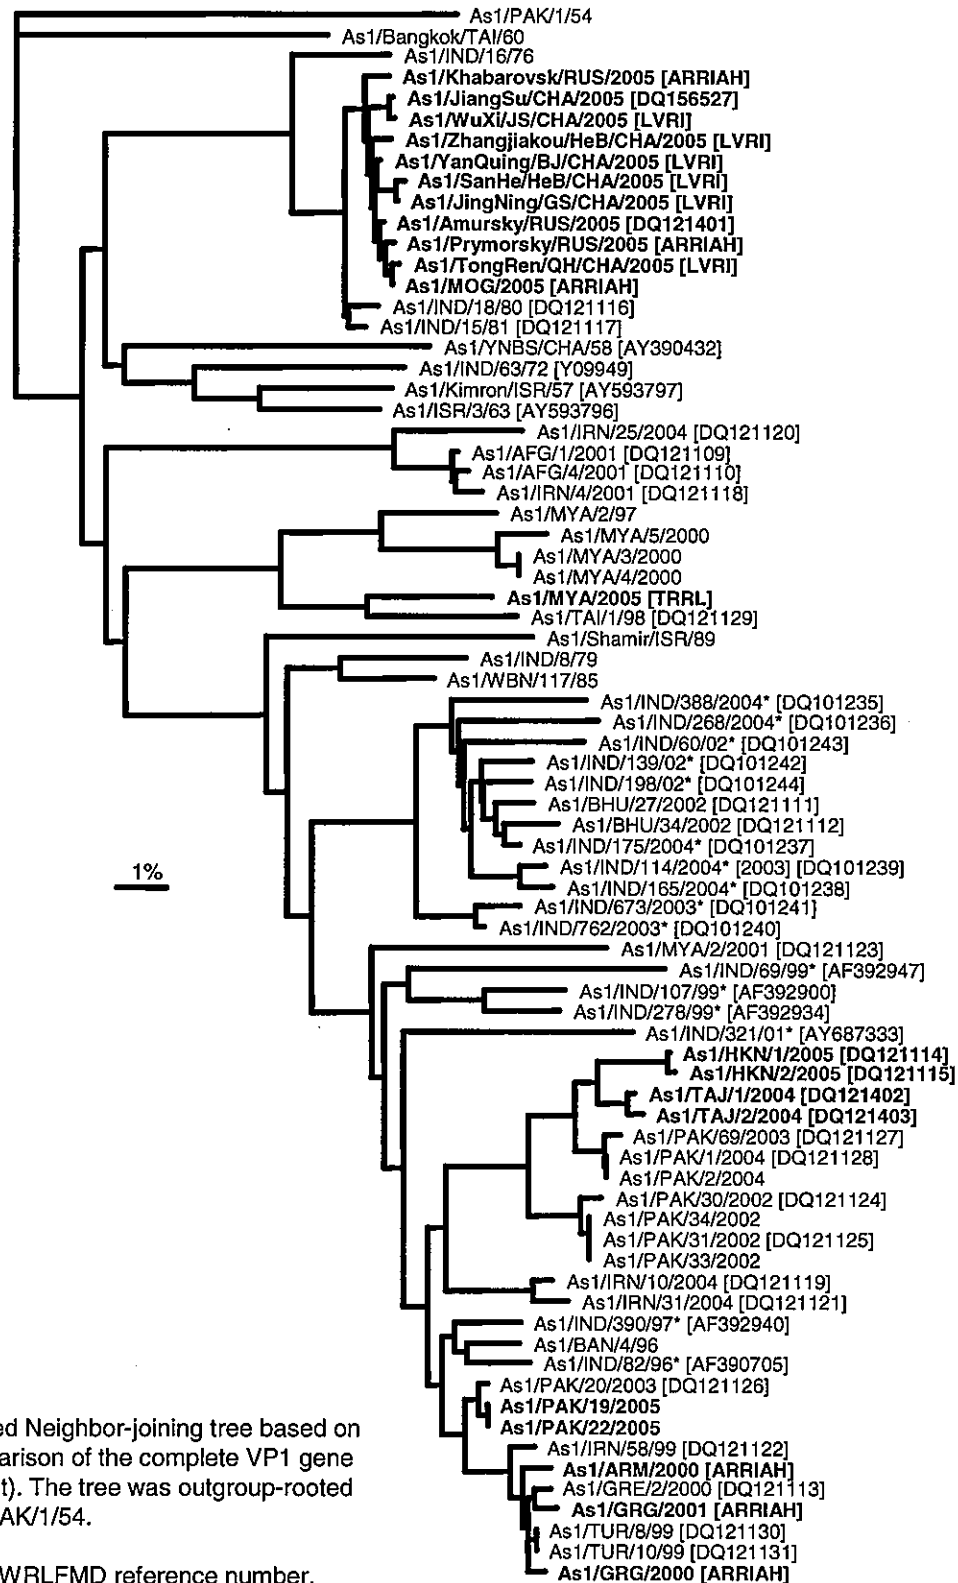 As1/PAK/1/54
As1/Bangkok/TAI/60
As1/IND/16/76
As1/Khabarovsk/RUS/2005 [ARRIAH]
As1/JiangSu/CHA/2005 [DQ156527]
As1/WuXi/JS/CHA/2005 [LVRI]
As1/Zhangjiakou/HeB/CHA/2005 [LVRI]
As1/YanQuing/BJ/CHA/2005 [LVRI]
As1/SanHe/HeB/CHA/2005 [LVRI]
As1/JingNing/GS/CHA/2005 [LVRI]
As1/Amursky/RUS/2005 [DQ121401]
As1/Prymorsky/RUS/2005 [ARRIAH]
As1/TongRen/QH/CHA/2005 [LVRI]
As1/MOG/2005 [ARRIAH]
As1/IND/18/80 [DQ121116]
As1/IND/15/81 [DQ121117]
As1/YNBS/CHA/58 [AY390432]
As1/IND/63/72 [Y09949]
As1/Kimron/ISR/57 [AY593797]
As1/ISR/3/63 [AY593796]
As1/IRN/25/2004 [DQ121120]
As1/AFG/1/2001 [DQ121109]
As1/AFG/4/2001 [DQ121110]
As1/IRN/4/2001 [DQ121118]
As1/MYA/2/97
As1/MYA/5/2000
As1/MYA/3/2000
As1/MYA/4/2000
As1/MYA/2005 [TRRL]
As1/TAI/1/98 [DQ121129]
As1/Shamir/ISR/89
As1/IND/8/79
As1/WBN/117/85
As1/IND/388/2004* [DQ101235]
As1/IND/268/2004* [DQ101236]
As1/IND/60/02* [DQ101243]
As1/IND/139/02* [DQ101242]
As1/IND/198/02* [DQ101244]
As1/BHU/27/2002 [DQ121111]
As1/BHU/34/2002 [DQ121112]
As1/IND/175/2004* [DQ101237]
1%
As1/IND/114/2004* [2003] [DQ101239]
As1/IND/165/2004* [DQ101238]
As1/IND/673/2003* [DQ101241]
As1/IND/762/2003* [DQ101240]
As1/MYA/2/2001 [DQ121123]
As1/IND/69/99* [AF392947]
As1/IND/107/99* [AF392900]
As1/IND/278/99* [AF392934]
As1/IND/321/01* [AY687333]
As1/HKN/1/2005 [DQ121114]
As1/HKN/2/2005 [DQ121115]
As1/TAJ/1/2004 [DQ121402]
As1/TAJ/2/2004 [DQ121403]
As1/PAK/69/2003 [DQ121127]
As1/PAK/1/2004 [DQ121128]
As1/PAK/2/2004
As1/PAK/30/2002 [DQ121124]
As1/PAK/34/2002
As1/PAK/31/2002 [DQ121125]
As1/PAK/33/2002
As1/IRN/10/2004 [DQ121119]
As1/IRN/31/2004 [DQ121121]
As1/IND/390/97* [AF392940]
As1/BAN/4/96
As1/IND/82/96* [AF390705]
As1/PAK/20/2003 [DQ121126]
As1/PAK/19/2005
As1/PAK/22/2005
As1/IRN/58/99 [DQ121122]
As1/ARM/2000 [ARRIAH]
As1/GRE/2/2000 [DQ121113]
As1/GRG/2001 [ARRIAH]
As1/TUR/8/99 [DQ121130]
As1/TUR/10/99 [DQ121131]
As1/GRG/2000 [ARRIAH]
ed Neighbor-joining tree based on
parison of the complete VP1 gene
t). The tree was outgroup-rooted
AK/1/54.
WRLFMD reference number.